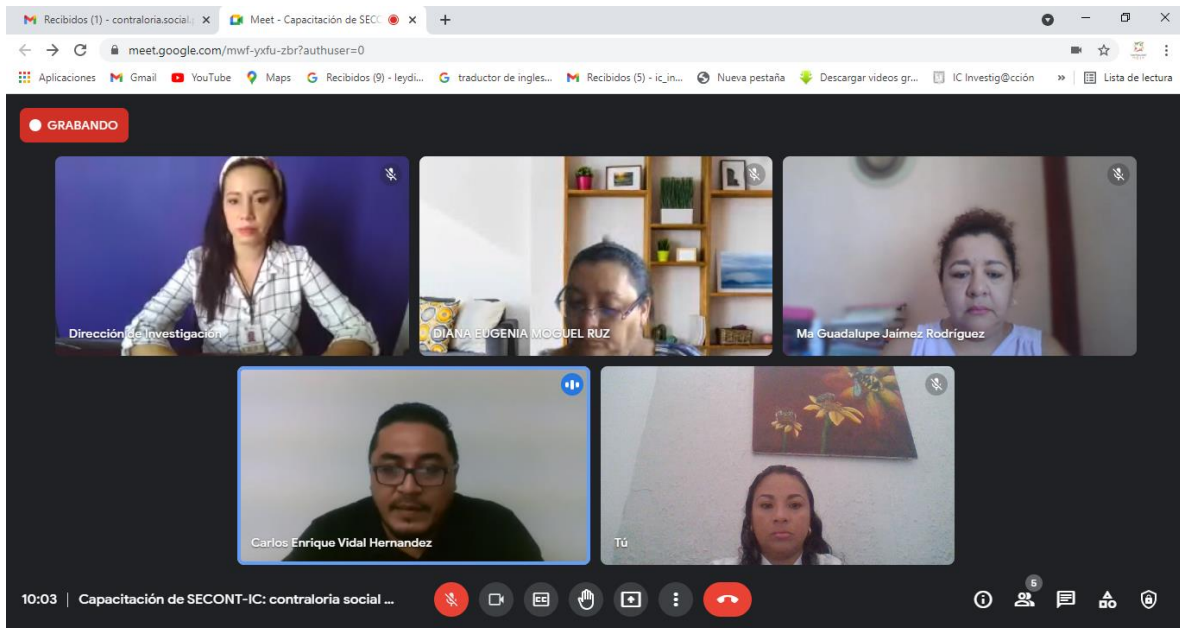 Recibidos (1) - contraloria.social.
Meet - Capacitación de SECO
meet.google.com/mwf-yxfu-zbr?authuser=0
Aplicaciones
Gmail
YouTube
Maps
Recibidos (9) - leydi...
traductor de ingles...
Recibidos (5) - ic_in...
Nueva pestaña
Descargar videos gr...
IC Investig@cción
»
Lista de lectura
GRABANDO
Dirección de Investigación
DIANA EUGENIA MOGUEL RUZ
Ma Guadalupe Jaimez Rodríguez
Carlos Enrique Vidal Hernandez
Tú
10:03 | Capacitación de SECONT-IC: contraloria social ...
5